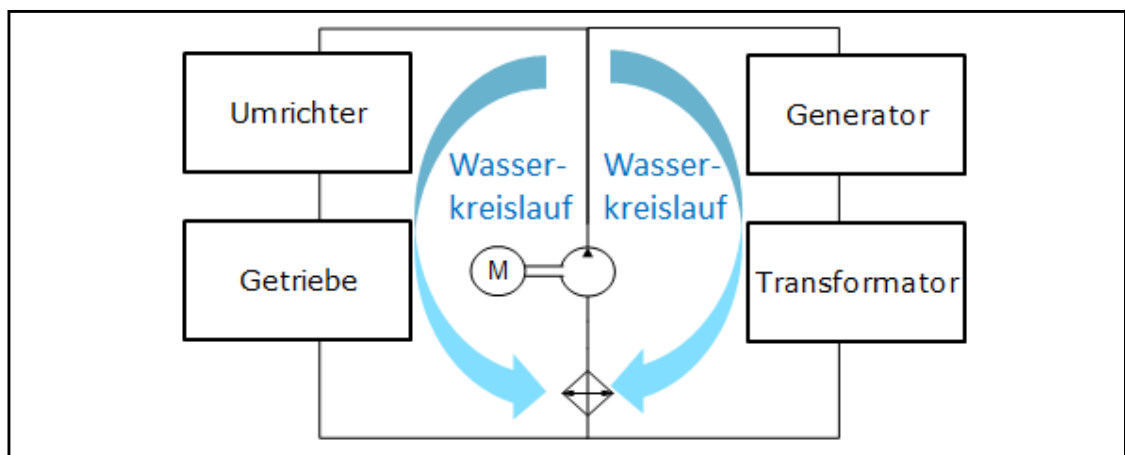 Umrichter
Generator
Wasser-
kreislauf
Wasser-
kreislauf
Getriebe
M
Transformator